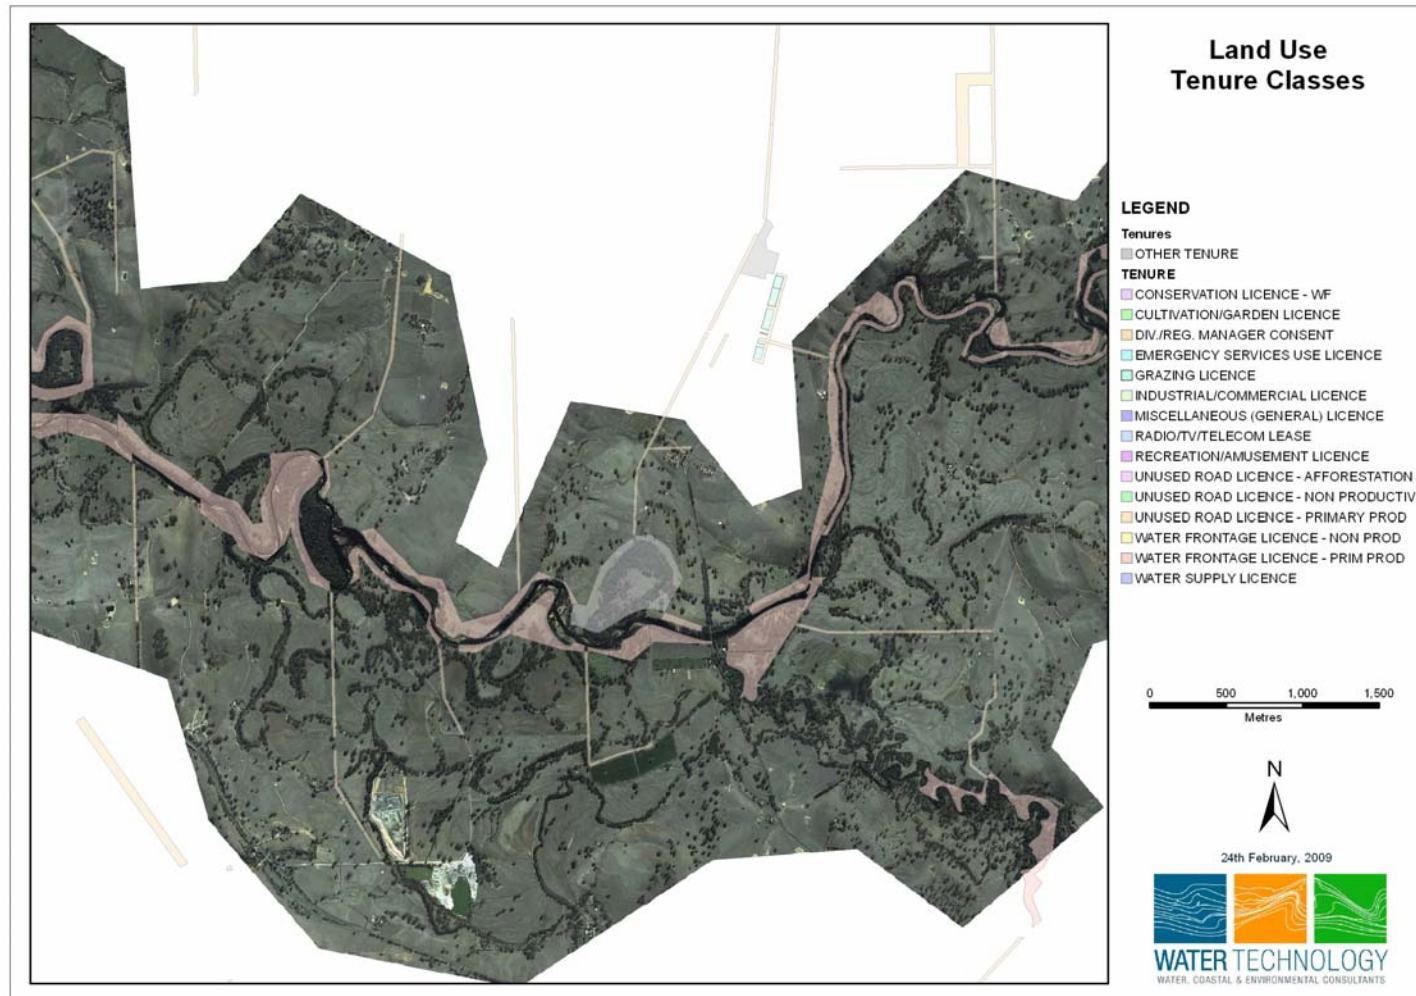 Land Use
Tenure Classes
LEGEND
Tenures
OTHER TENURE
TENURE
CONSERVATION LICENCE - WF
CULTIVATION/GARDEN LICENCE
DIV./REG. MANAGER CONSENT
EMERGENCY SERVICES USE LICENCE
GRAZING LICENCE
INDUSTRIAL/COMMERCIAL LICENCE
MISCELLANEOUS (GENERAL) LICENCE
RADIO/TV/TELECOM LEASE
RECREATION/AMUSEMENT LICENCE
UNUSED ROAD LICENCE - AFFORESTATION
UNUSED ROAD LICENCE - NON PRODUCTIV
UNUSED ROAD LICENCE - PRIMARY PROD
WATER FRONTAGE LICENCE - NON PROD
WATER FRONTAGE LICENCE - PRIM PROD
WATER SUPPLY LICENCE
0 500 1,000 1,500
Metres
N
24th February, 2009
WATER TECHNOLOGY
WATER, COASTAL & ENVIRONMENTAL CONSULTANTS